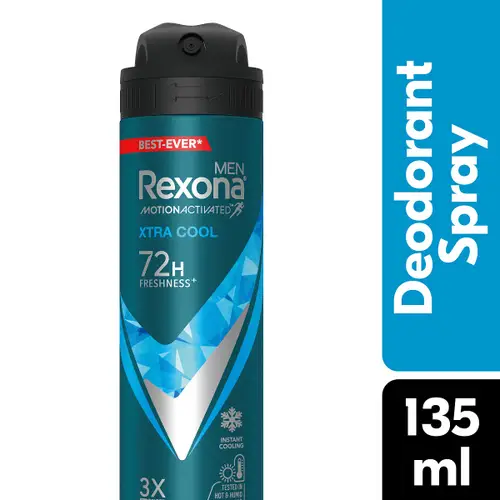 BEST-EVER*
MEN
Rexona
MOTIONACTIVATED™
XTRA COOL
72H
FRESHNESS+
INSTANT
COOLING
3X
TESTED IN
HOT & HUMID
Deodorant
Spray
135
ml